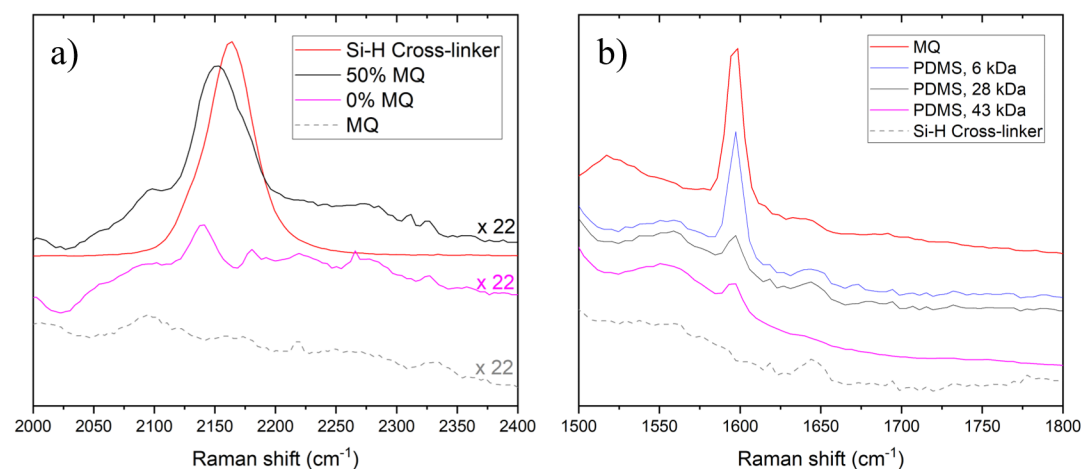 a)
Si-H Cross-linker
50% MQ
0% MQ
MQ
x 22
x 22
x 22
2000 2050 2100 2150 2200 2250 2300 2350 2400
Raman shift (cm⁻¹)
b)
MQ
PDMS, 6 kDa
PDMS, 28 kDa
PDMS, 43 kDa
Si-H Cross-linker
1500 1550 1600 1650 1700 1750 1800
Raman shift (cm⁻¹)